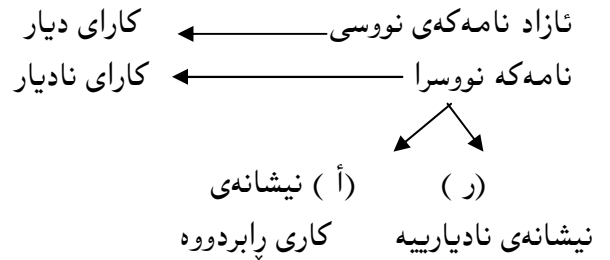 ئازاد نامەکەی نووسی کارای دیار
نامەکە نووسرا کارای نادیار
(ر ) (أ ) نیشانەی
نیشانەی نادیارییە کاری ڕابردووە